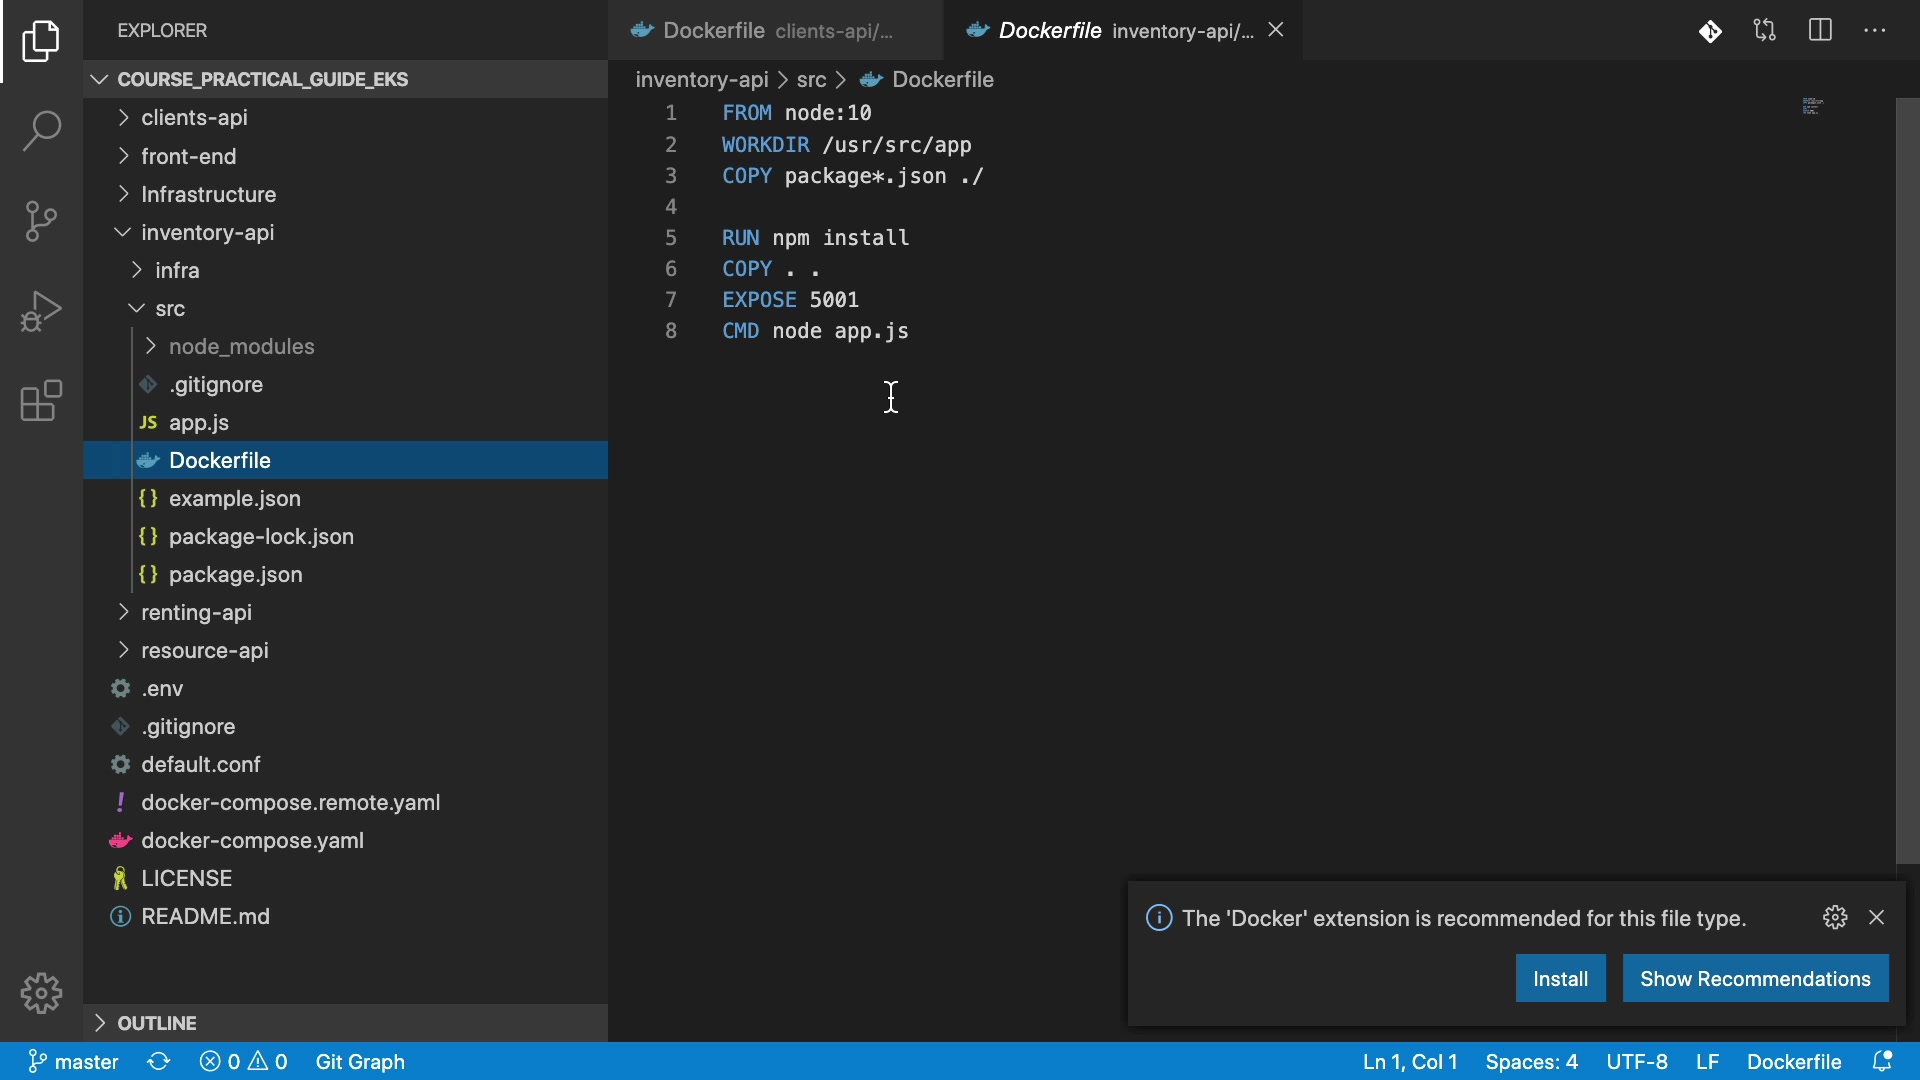 EXPLORER
COURSE_PRACTICAL_GUIDE_EKS
clients-api
front-end
Infrastructure
inventory-api
infra
src
node_modules
.gitignore
JS app.js
Dockerfile
{} example.json
{} package-lock.json
{} package.json
renting-api
resource-api
.env
.gitignore
default.conf
! docker-compose.remote.yaml
docker-compose.yaml
LICENSE
README.md
OUTLINE
Dockerfile clients-api/...
Dockerfile inventory-api/...
inventory-api > src > Dockerfile
1 FROM node:10
2 WORKDIR /usr/src/app
3 COPY package*.json ./
4
5 RUN npm install
6 COPY . .
7 EXPOSE 5001
8 CMD node app.js
The 'Docker' extension is recommended for this file type.
Install
Show Recommendations
master
0 0
Git Graph
Ln 1, Col 1
Spaces: 4
UTF-8
LF
Dockerfile